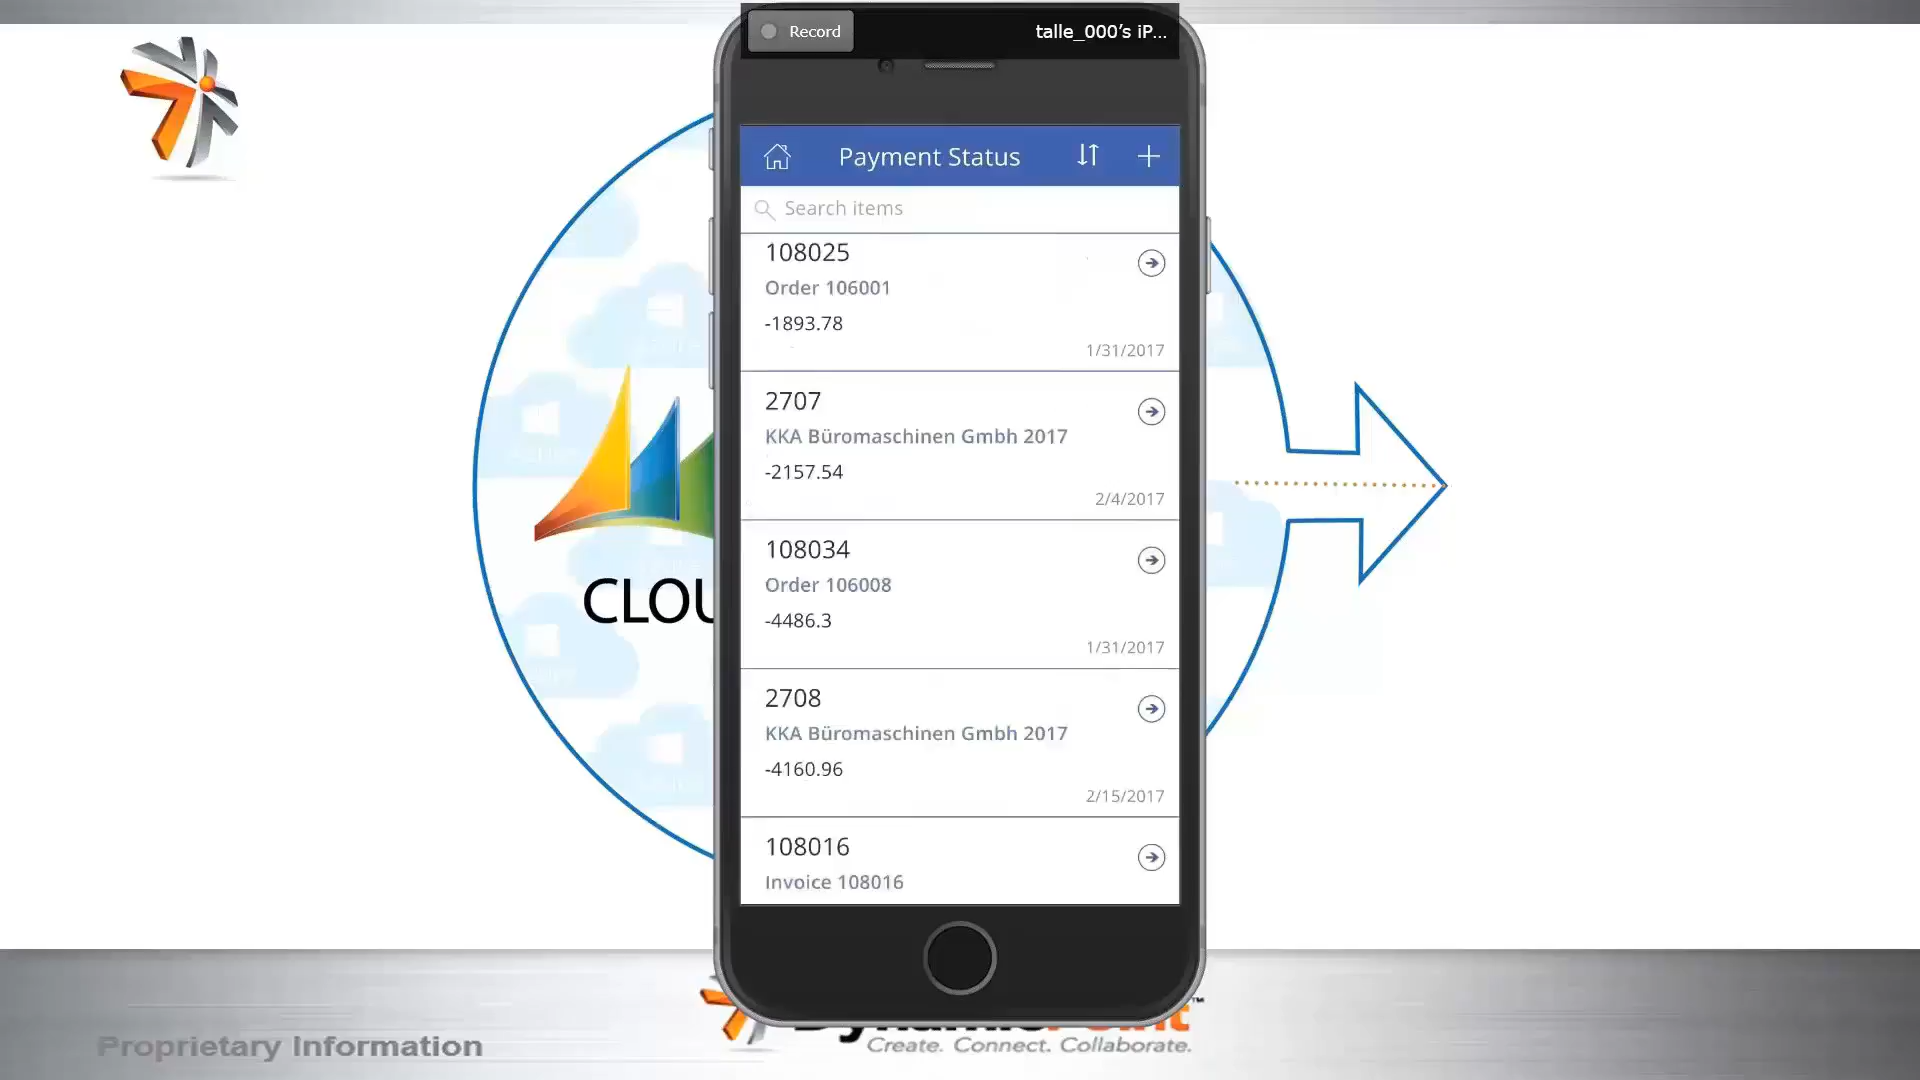 Record
talle_000’s iP...
Payment Status
Search items
108025
Order 106001
-1893.78
1/31/2017
2707
KKA Büromaschinen Gmbh 2017
-2157.54
2/4/2017
108034
Order 106008
-4486.3
1/31/2017
2708
KKA Büromaschinen Gmbh 2017
-4160.96
2/15/2017
108016
Invoice 108016
CLOU
Proprietary Information
Create. Connect. Collaborate.